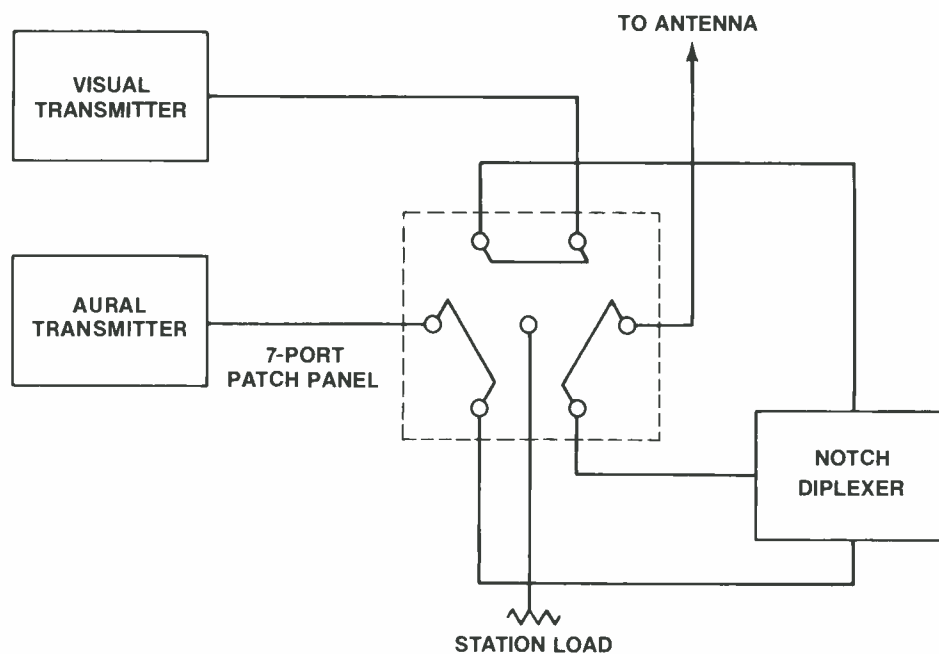 TO ANTENNA
VISUAL
TRANSMITTER
AURAL
TRANSMITTER
7-PORT
PATCH PANEL
NOTCH
DIPLEXER
STATION LOAD